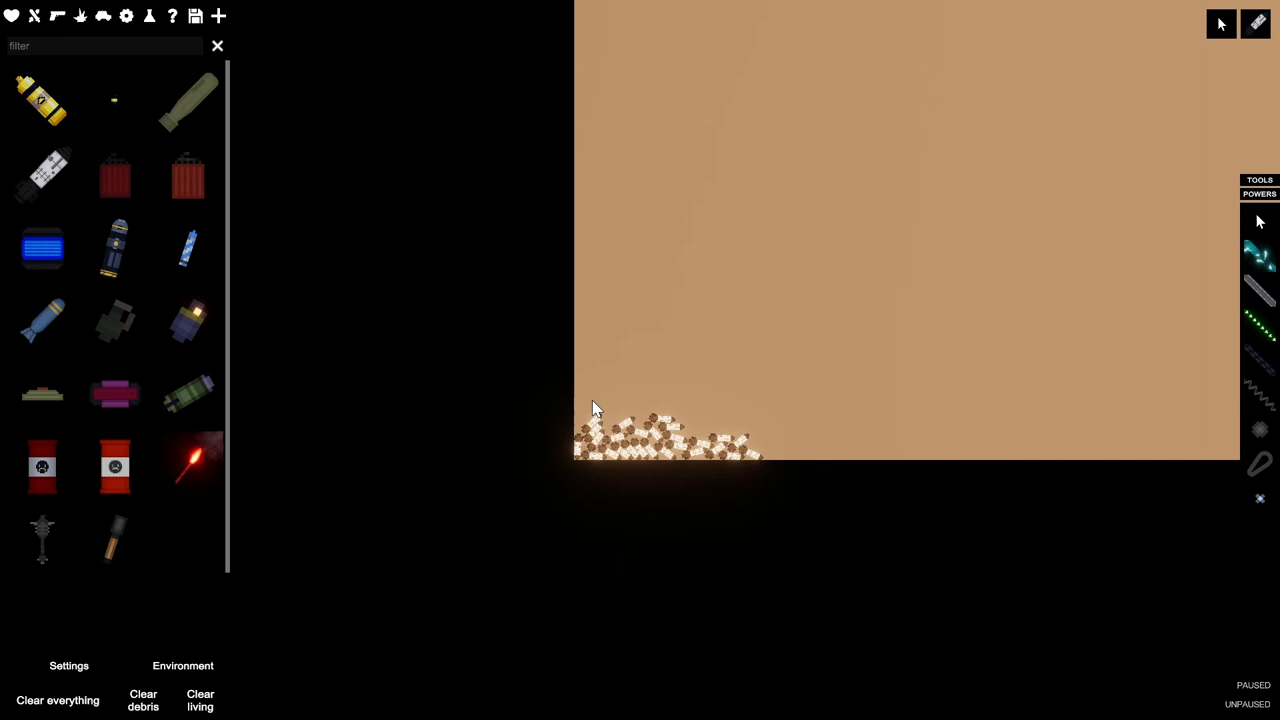 filter
TOOLS
POWERS
Settings
Environment
Clear everything
Clear
debris
Clear
living
PAUSED
UNPAUSED